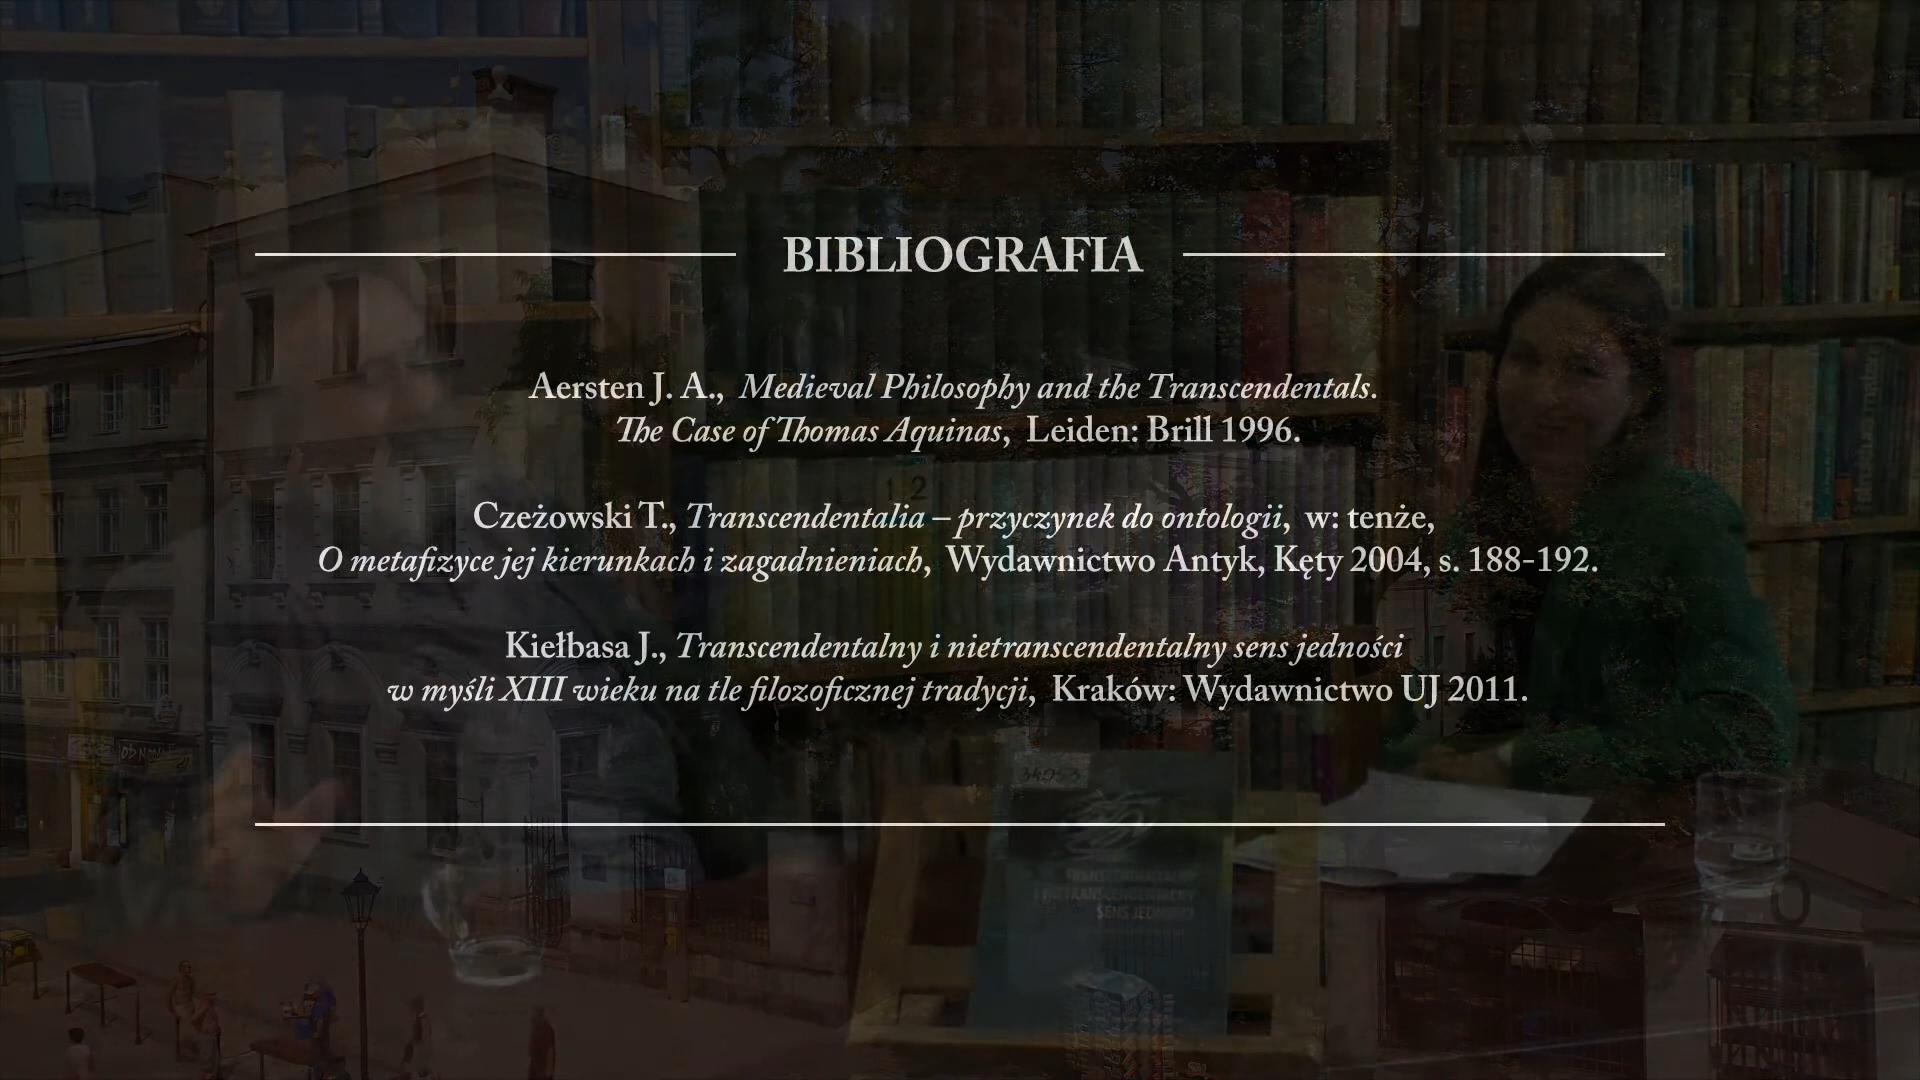 BIBLIOGRAFIA
Aersten J. A., Medieval Philosophy and the Transcendentals.
The Case of Thomas Aquinas, Leiden: Brill 1996.
Czeżowski T., Transcendentalia – przyczynek do ontologii, w: tenże,
O metafizyce jej kierunkach i zagadnieniach, Wydawnictwo Antyk, Kęty 2004, s. 188-192.
Kiełbasa J., Transcendentalny i nietranscendentalny sens jedności
w myśli XIII wieku na tle filozoficznej tradycji, Kraków: Wydawnictwo UJ 2011.